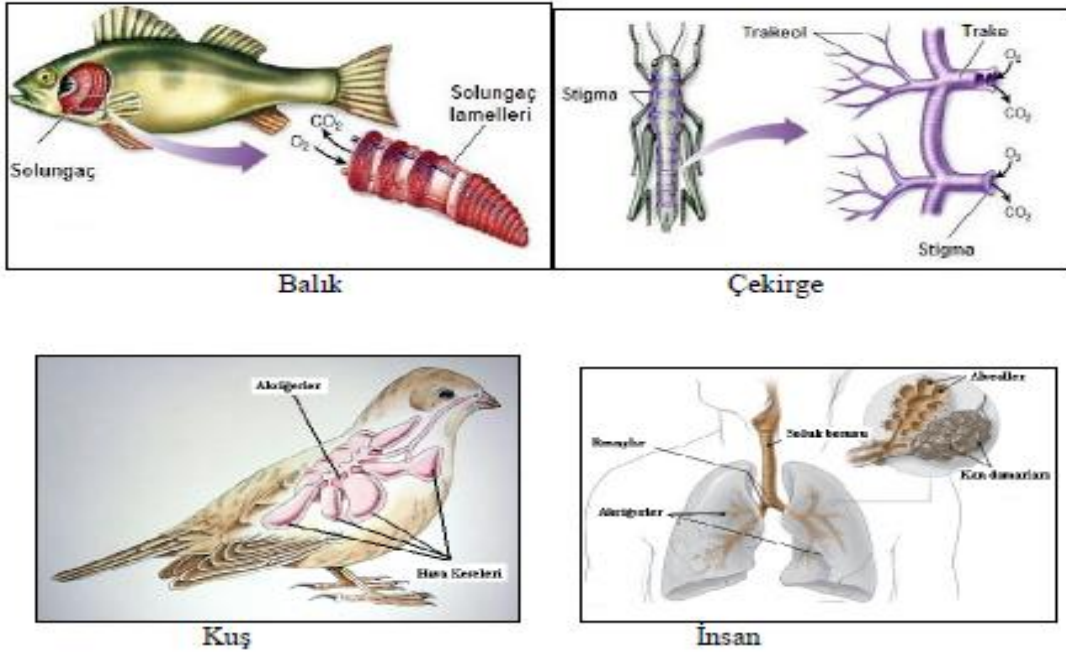 Solungaç
CO2
O2
Solungaç
lamelleri
Balık
Stigma
Trakeol
Trake
O2
CO2
O2
CO2
Stigma
Çekirge
Akciğerler
Hava Keseleri
Kuş
Alveoller
Soluk borusu
Bronşlar
Kan damarları
Akciğerler
İnsan